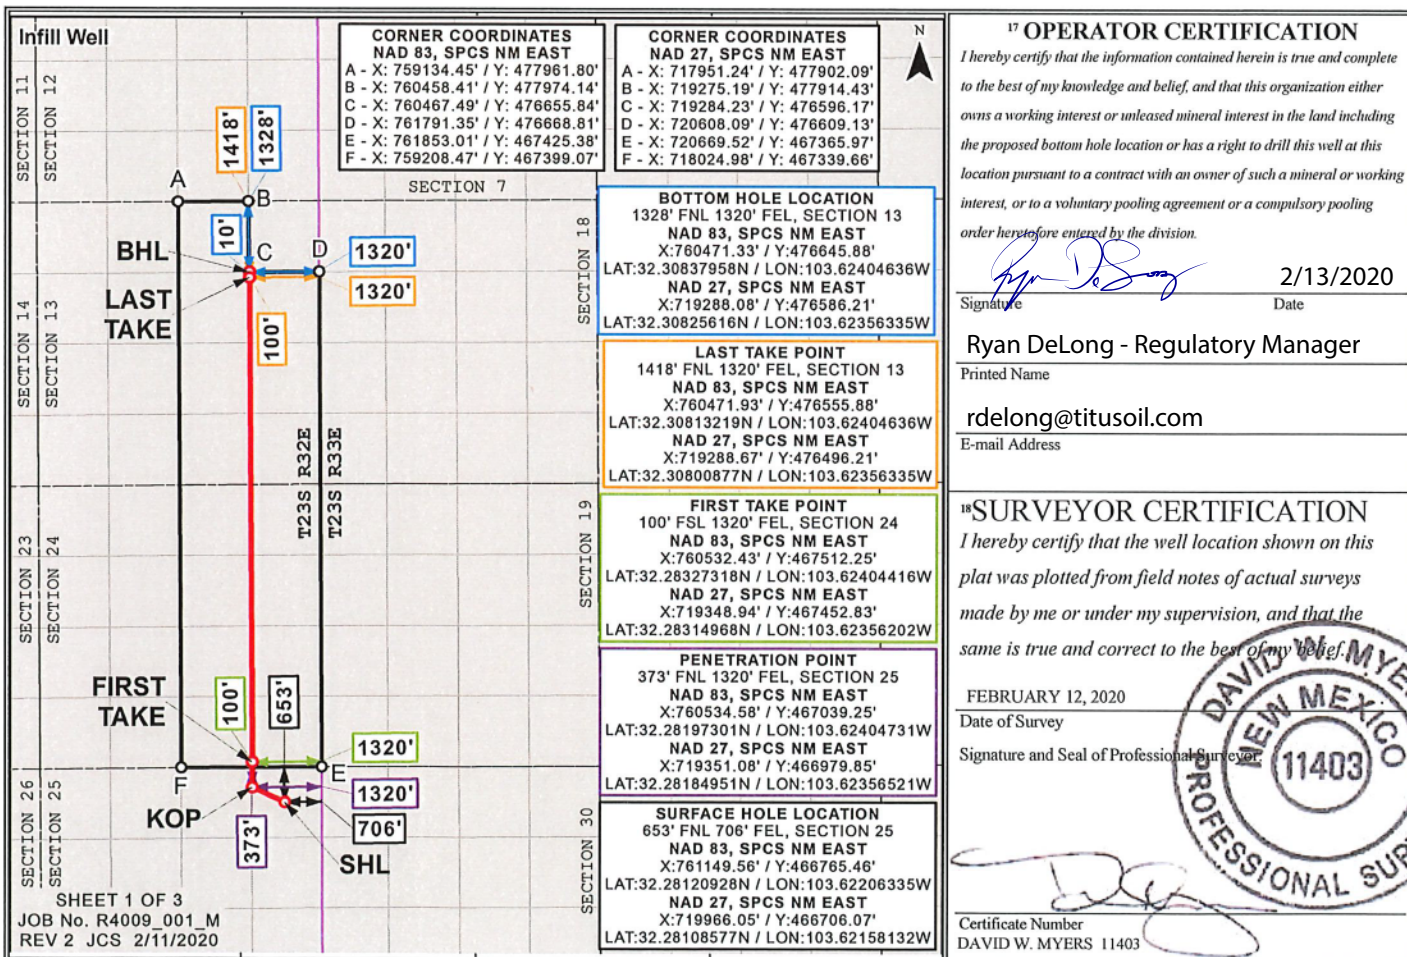 Infill Well
SECTION 11
SECTION 12
CORNER COORDINATES
NAD 83, SPCS NM EAST
A - X: 759134.45' / Y: 477961.80'
B - X: 760458.41' / Y: 477974.14'
C - X: 760467.49' / Y: 476655.84'
D - X: 761791.35' / Y: 476668.81'
E - X: 761853.01' / Y: 467425.38'
F - X: 759208.47' / Y: 467399.07'
CORNER COORDINATES
NAD 27, SPCS NM EAST
A - X: 717951.24' / Y: 477902.09'
B - X: 719275.19' / Y: 477914.43'
C - X: 719284.23' / Y: 476596.17'
D - X: 720608.09' / Y: 476609.13'
E - X: 720669.52' / Y: 467365.97'
F - X: 718024.98' / Y: 467339.66'
N
SECTION 7
1418'
1328'
A
B
10'
C
D
BHL
LAST
TAKE
1320'
1320'
100'
SECTION 14
SECTION 13
SECTION 18
T23S R32E
T23S R33E
SECTION 23
SECTION 24
SECTION 19
FIRST
TAKE
100'
653'
1320'
F
E
1320'
KOP
706'
373'
SHL
SECTION 26
SECTION 25
SECTION 30
SHEET 1 OF 3
JOB No. R4009_001_M
REV 2 JCS 2/11/2020
BOTTOM HOLE LOCATION
1328' FNL 1320' FEL, SECTION 13
NAD 83, SPCS NM EAST
X:760471.33' / Y:476645.88'
LAT:32.30837958N / LON:103.62404636W
NAD 27, SPCS NM EAST
X:719288.08' / Y:476586.21'
LAT:32.30825616N / LON:103.62356335W
LAST TAKE POINT
1418' FNL 1320' FEL, SECTION 13
NAD 83, SPCS NM EAST
X:760471.93' / Y:476555.88'
LAT:32.30813219N / LON:103.62404636W
NAD 27, SPCS NM EAST
X:719288.67' / Y:476496.21'
LAT:32.30800877N / LON:103.62356335W
FIRST TAKE POINT
100' FSL 1320' FEL, SECTION 24
NAD 83, SPCS NM EAST
X:760532.43' / Y:467512.25'
LAT:32.28327318N / LON:103.62404416W
NAD 27, SPCS NM EAST
X:719348.94' / Y:467452.83'
LAT:32.28314968N / LON:103.62356202W
PENETRATION POINT
373' FNL 1320' FEL, SECTION 25
NAD 83, SPCS NM EAST
X:760534.58' / Y:467039.25'
LAT:32.28197301N / LON:103.62404731W
NAD 27, SPCS NM EAST
X:719351.08' / Y:466979.85'
LAT:32.28184951N / LON:103.62356521W
SURFACE HOLE LOCATION
653' FNL 706' FEL, SECTION 25
NAD 83, SPCS NM EAST
X:761149.56' / Y:466765.46'
LAT:32.28120928N / LON:103.62206335W
NAD 27, SPCS NM EAST
X:719966.05' / Y:466706.07'
LAT:32.28108577N / LON:103.62158132W
17 OPERATOR CERTIFICATION
I hereby certify that the information contained herein is true and complete
to the best of my knowledge and belief, and that this organization either
owns a working interest or unleased mineral interest in the land including
the proposed bottom hole location or has a right to drill this well at this
location pursuant to a contract with an owner of such a mineral or working
interest, or to a voluntary pooling agreement or a compulsory pooling
order heretofore entered by the division.
2/13/2020
Signature Date
Ryan DeLong - Regulatory Manager
Printed Name
rdelong@titusoil.com
E-mail Address
18 SURVEYOR CERTIFICATION
I hereby certify that the well location shown on this
plat was plotted from field notes of actual surveys
made by me or under my supervision, and that the
same is true and correct to the best of my belief.
FEBRUARY 12, 2020
Date of Survey
Signature and Seal of Professional Surveyor:
DAVID W. MYE
NEW MEXICO
11403
PROFESSIONAL SUR
Certificate Number
DAVID W. MYERS 11403